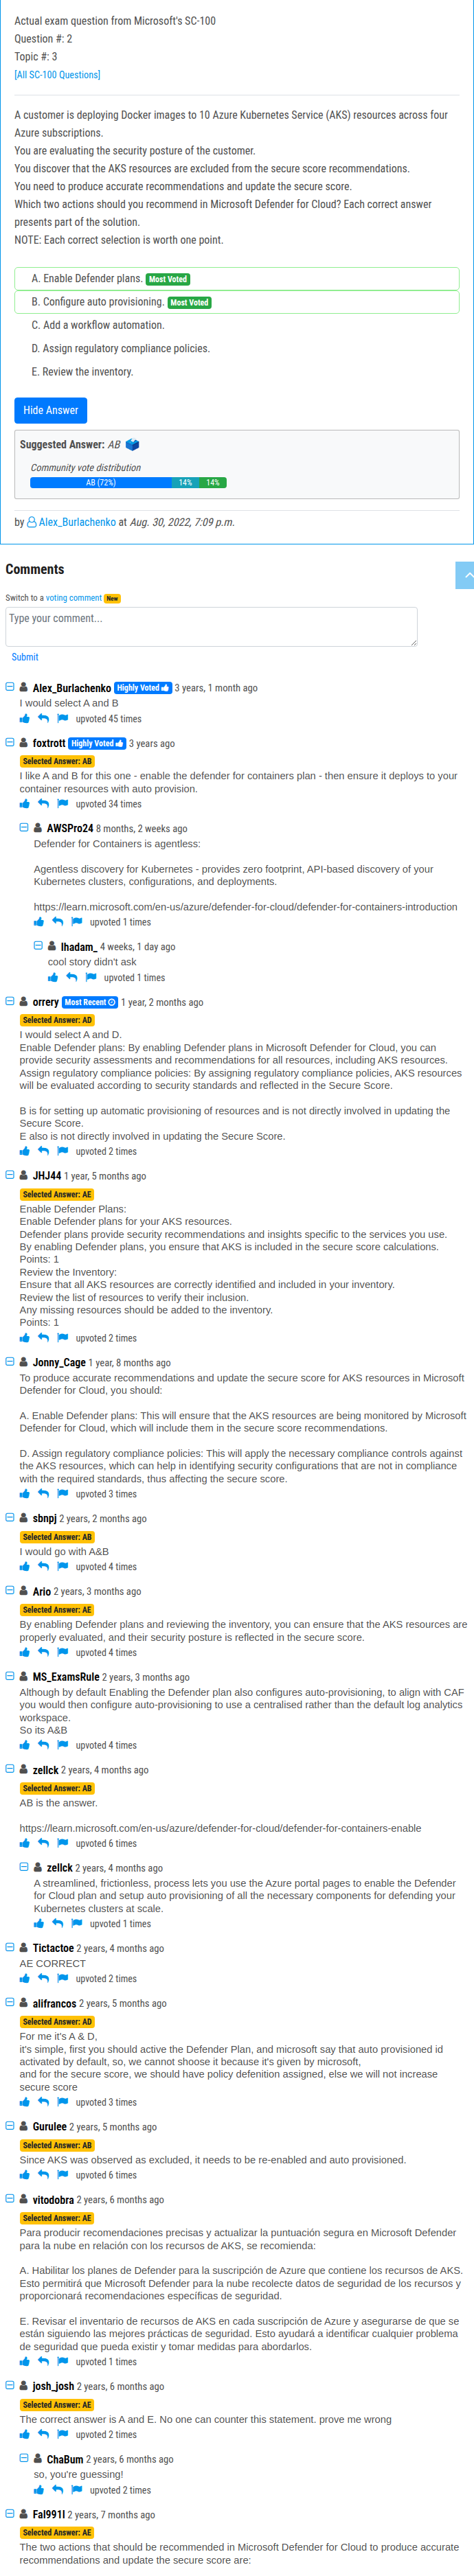 Actual exam question from Microsoft's SC-100
Question #: 2
Topic #: 3
[All SC-100 Questions]
A customer is deploying Docker images to 10 Azure Kubernetes Service (AKS) resources across four
Azure subscriptions.
You are evaluating the security posture of the customer.
You discover that the AKS resources are excluded from the secure score recommendations.
You need to produce accurate recommendations and update the secure score.
Which two actions should you recommend in Microsoft Defender for Cloud? Each correct answer
presents part of the solution.
NOTE: Each correct selection is worth one point.
A. Enable Defender plans. Most Voted
B. Configure auto provisioning. Most Voted
C. Add a workflow automation.
D. Assign regulatory compliance policies.
E. Review the inventory.
Hide Answer
Suggested Answer: AB
Community vote distribution
AB (72%) 14% 14%
by Alex_Burlachenko at Aug. 30, 2022, 7:09 p.m.
Comments
Switch to a voting comment New
Type your comment...
Submit
Alex_Burlachenko Highly Voted 3 years, 1 month ago
I would select A and B
upvoted 45 times
foxtrott Highly Voted 3 years ago
Selected Answer: AB
I like A and B for this one - enable the defender for containers plan - then ensure it deploys to your
container resources with auto provision.
upvoted 34 times
AWSPro24 8 months, 2 weeks ago
Defender for Containers is agentless:
Agentless discovery for Kubernetes - provides zero footprint, API-based discovery of your
Kubernetes clusters, configurations, and deployments.
https://learn.microsoft.com/en-us/azure/defender-for-cloud/defender-for-containers-introduction
upvoted 1 times
Ihadam_ 4 weeks, 1 day ago
cool story didn't ask
upvoted 1 times
orrery Most Recent 1 year, 2 months ago
Selected Answer: AD
I would select A and D.
Enable Defender plans: By enabling Defender plans in Microsoft Defender for Cloud, you can
provide security assessments and recommendations for all resources, including AKS resources.
Assign regulatory compliance policies: By assigning regulatory compliance policies, AKS resources
will be evaluated according to security standards and reflected in the Secure Score.
B is for setting up automatic provisioning of resources and is not directly involved in updating the
Secure Score.
E also is not directly involved in updating the Secure Score.
upvoted 2 times
JHJ44 1 year, 5 months ago
Selected Answer: AE
Enable Defender Plans:
Enable Defender plans for your AKS resources.
Defender plans provide security recommendations and insights specific to the services you use.
By enabling Defender plans, you ensure that AKS is included in the secure score calculations.
Points: 1
Review the Inventory:
Ensure that all AKS resources are correctly identified and included in your inventory.
Review the list of resources to verify their inclusion.
Any missing resources should be added to the inventory.
Points: 1
upvoted 2 times
Jonny_Cage 1 year, 8 months ago
To produce accurate recommendations and update the secure score for AKS resources in Microsoft
Defender for Cloud, you should:
A. Enable Defender plans: This will ensure that the AKS resources are being monitored by Microsoft
Defender for Cloud, which will include them in the secure score recommendations.
D. Assign regulatory compliance policies: This will apply the necessary compliance controls against
the AKS resources, which can help in identifying security configurations that are not in compliance
with the required standards, thus affecting the secure score.
upvoted 3 times
sbnpj 2 years, 2 months ago
Selected Answer: AB
I would go with A&B
upvoted 4 times
Ario 2 years, 3 months ago
Selected Answer: AE
By enabling Defender plans and reviewing the inventory, you can ensure that the AKS resources are
properly evaluated, and their security posture is reflected in the secure score.
upvoted 4 times
MS_ExamsRule 2 years, 3 months ago
Although by default Enabling the Defender plan also configures auto-provisioning, to align with CAF
you would then configure auto-provisioning to use a centralised rather than the default log analytics
workspace.
So its A&B
upvoted 4 times
zellck 2 years, 4 months ago
Selected Answer: AB
AB is the answer.
https://learn.microsoft.com/en-us/azure/defender-for-cloud/defender-for-containers-enable
upvoted 6 times
zellck 2 years, 4 months ago
A streamlined, frictionless, process lets you use the Azure portal pages to enable the Defender
for Cloud plan and setup auto provisioning of all the necessary components for defending your
Kubernetes clusters at scale.
upvoted 1 times
Tictactoe 2 years, 4 months ago
AE CORRECT
upvoted 2 times
alifrancos 2 years, 5 months ago
Selected Answer: AD
For me it's A & D,
it's simple, first you should active the Defender Plan, and microsoft say that auto provisioned id
activated by default, so, we cannot shoose it because it's given by microsoft,
and for the secure score, we should have policy defenition assigned, else we will not increase
secure score
upvoted 3 times
Gurulee 2 years, 5 months ago
Selected Answer: AB
Since AKS was observed as excluded, it needs to be re-enabled and auto provisioned.
upvoted 6 times
vitodobra 2 years, 6 months ago
Selected Answer: AE
Para producir recomendaciones precisas y actualizar la puntuación segura en Microsoft Defender
para la nube en relación con los recursos de AKS, se recomienda:
A. Habilitar los planes de Defender para la suscripción de Azure que contiene los recursos de AKS.
Esto permitirá que Microsoft Defender para la nube recolecte datos de seguridad de los recursos y
proporcionará recomendaciones específicas de seguridad.
E. Revisar el inventario de recursos de AKS en cada suscripción de Azure y asegurarse de que se
están siguiendo las mejores prácticas de seguridad. Esto ayudará a identificar cualquier problema
de seguridad que pueda existir y tomar medidas para abordarlos.
upvoted 1 times
josh_josh 2 years, 6 months ago
Selected Answer: AE
The correct answer is A and E. No one can counter this statement. prove me wrong
upvoted 2 times
ChaBum 2 years, 6 months ago
so, you're guessing!
upvoted 2 times
Fal991l 2 years, 7 months ago
Selected Answer: AE
The two actions that should be recommended in Microsoft Defender for Cloud to produce accurate
recommendations and update the secure score are: